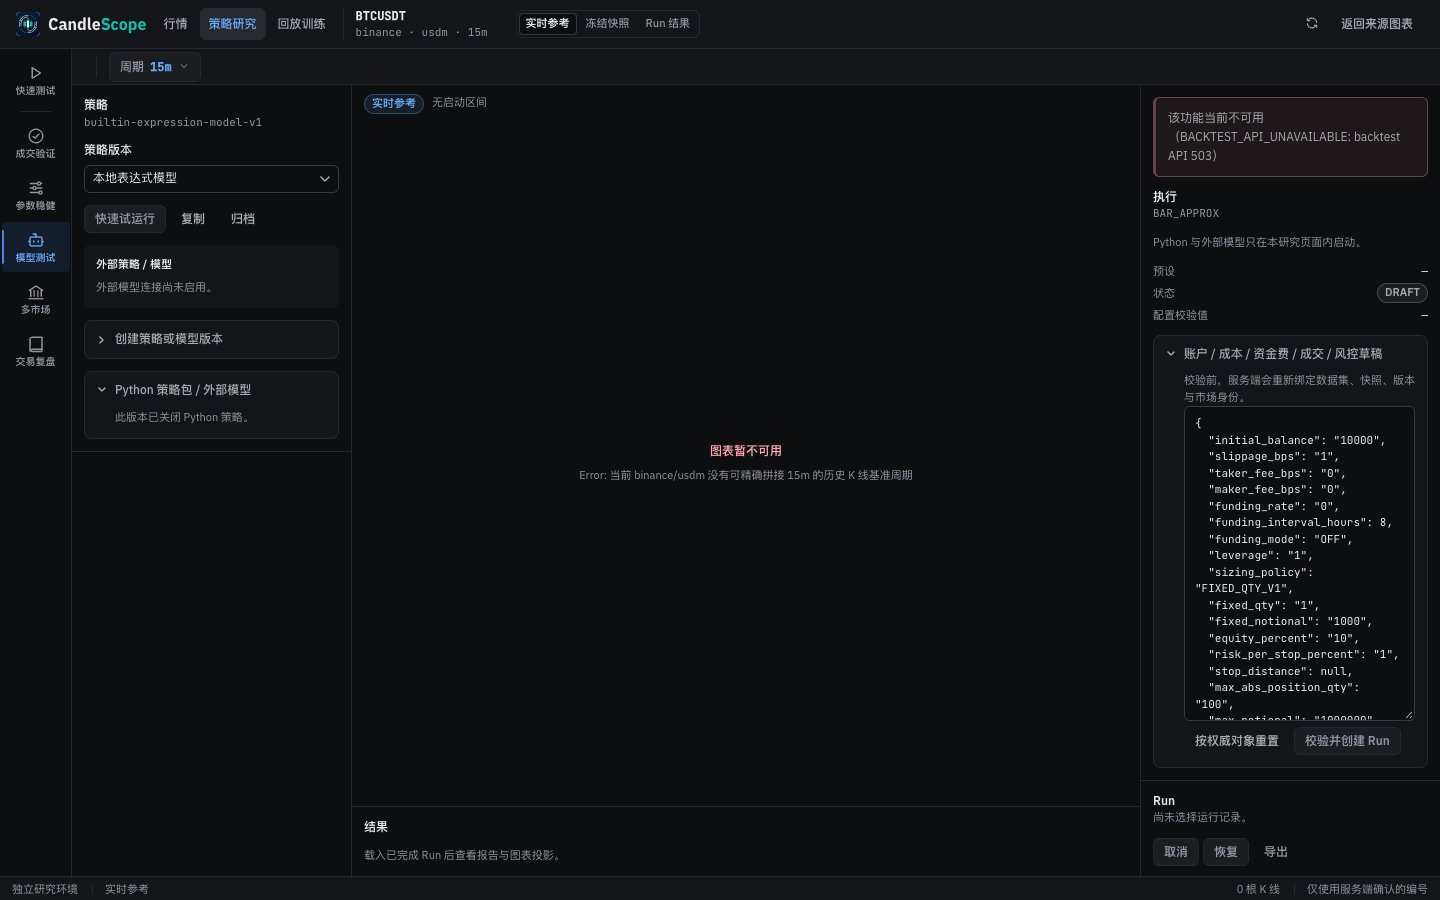 CandleScope
行情
策略研究
回放训练
BTCUSDT
binance · usdm · 15m
实时参考
冻结快照
Run 结果
返回来源图表
快速测试
成交验证
参数稳健
模型测试
多市场
交易复盘
周期 15m
策略
builtin-expression-model-v1
策略版本
本地表达式模型
快速试运行
复制
归档
外部策略 / 模型
外部模型连接尚未启用。
创建策略或模型版本
Python 策略包 / 外部模型
此版本已关闭 Python 策略。
实时参考
无启动区间
图表暂不可用
Error: 当前 binance/usdm 没有可精确拼接 15m 的历史 K 线基准周期
结果
载入已完成 Run 后查看报告与图表投影。
该功能当前不可用
（BACKTEST_API_UNAVAILABLE: backtest
API 503）
执行
BAR_APPROX
Python 与外部模型只在本研究页面内启动。
预设 –
状态 DRAFT
配置校验值 –
账户 / 成本 / 资金费 / 成交 / 风控草稿
校验前，服务端会重新绑定数据集、快照、版本
与市场身份。
{
"initial_balance": "10000",
"slippage_bps": "1",
"taker_fee_bps": "0",
"maker_fee_bps": "0",
"funding_rate": "0",
"funding_interval_hours": 8,
"funding_mode": "OFF",
"leverage": "1",
"sizing_policy":
"FIXED_QTY_V1",
"fixed_qty": "1",
"fixed_notional": "1000",
"equity_percent": "10",
"risk_per_stop_percent": "1",
"stop_distance": null,
"max_abs_position_qty":
"100",
"max_notional": "1000000"
按权威对象重置
校验并创建 Run
Run
尚未选择运行记录。
取消
恢复
导出
独立研究环境
实时参考
0 根 K 线
仅使用服务端确认的编号